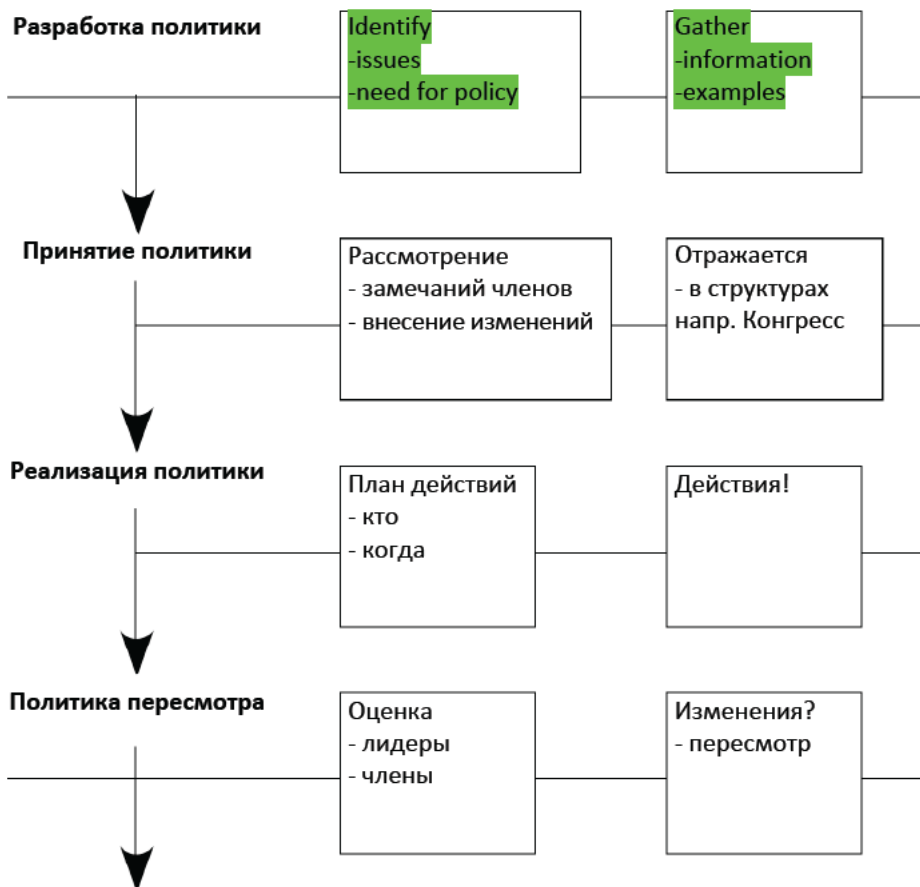 Разработка политики
Identify
-issues
-need for policy
Gather
-information
-examples
Принятие политики
Рассмотрение
- замечаний членов
- внесение изменений
Отражается
- в структурах
напр. Конгресс
Реализация политики
План действий
- кто
- когда
Действия!
Политика пересмотра
Оценка
- лидеры
- члены
Изменения?
- пересмотр